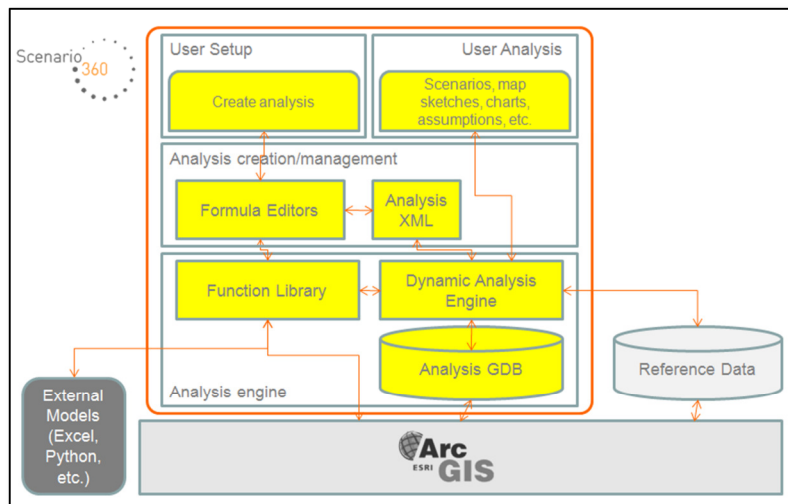 Scenario
360
User Setup
User Analysis
Create analysis
Scenarios, map
sketches, charts,
assumptions, etc.
Analysis creation/management
Formula Editors
Analysis
XML
Function Library
Dynamic Analysis
Engine
Analysis GDB
Reference Data
Analysis engine
External
Models
(Excel,
Python,
etc.)
Arc
ESRI
GIS